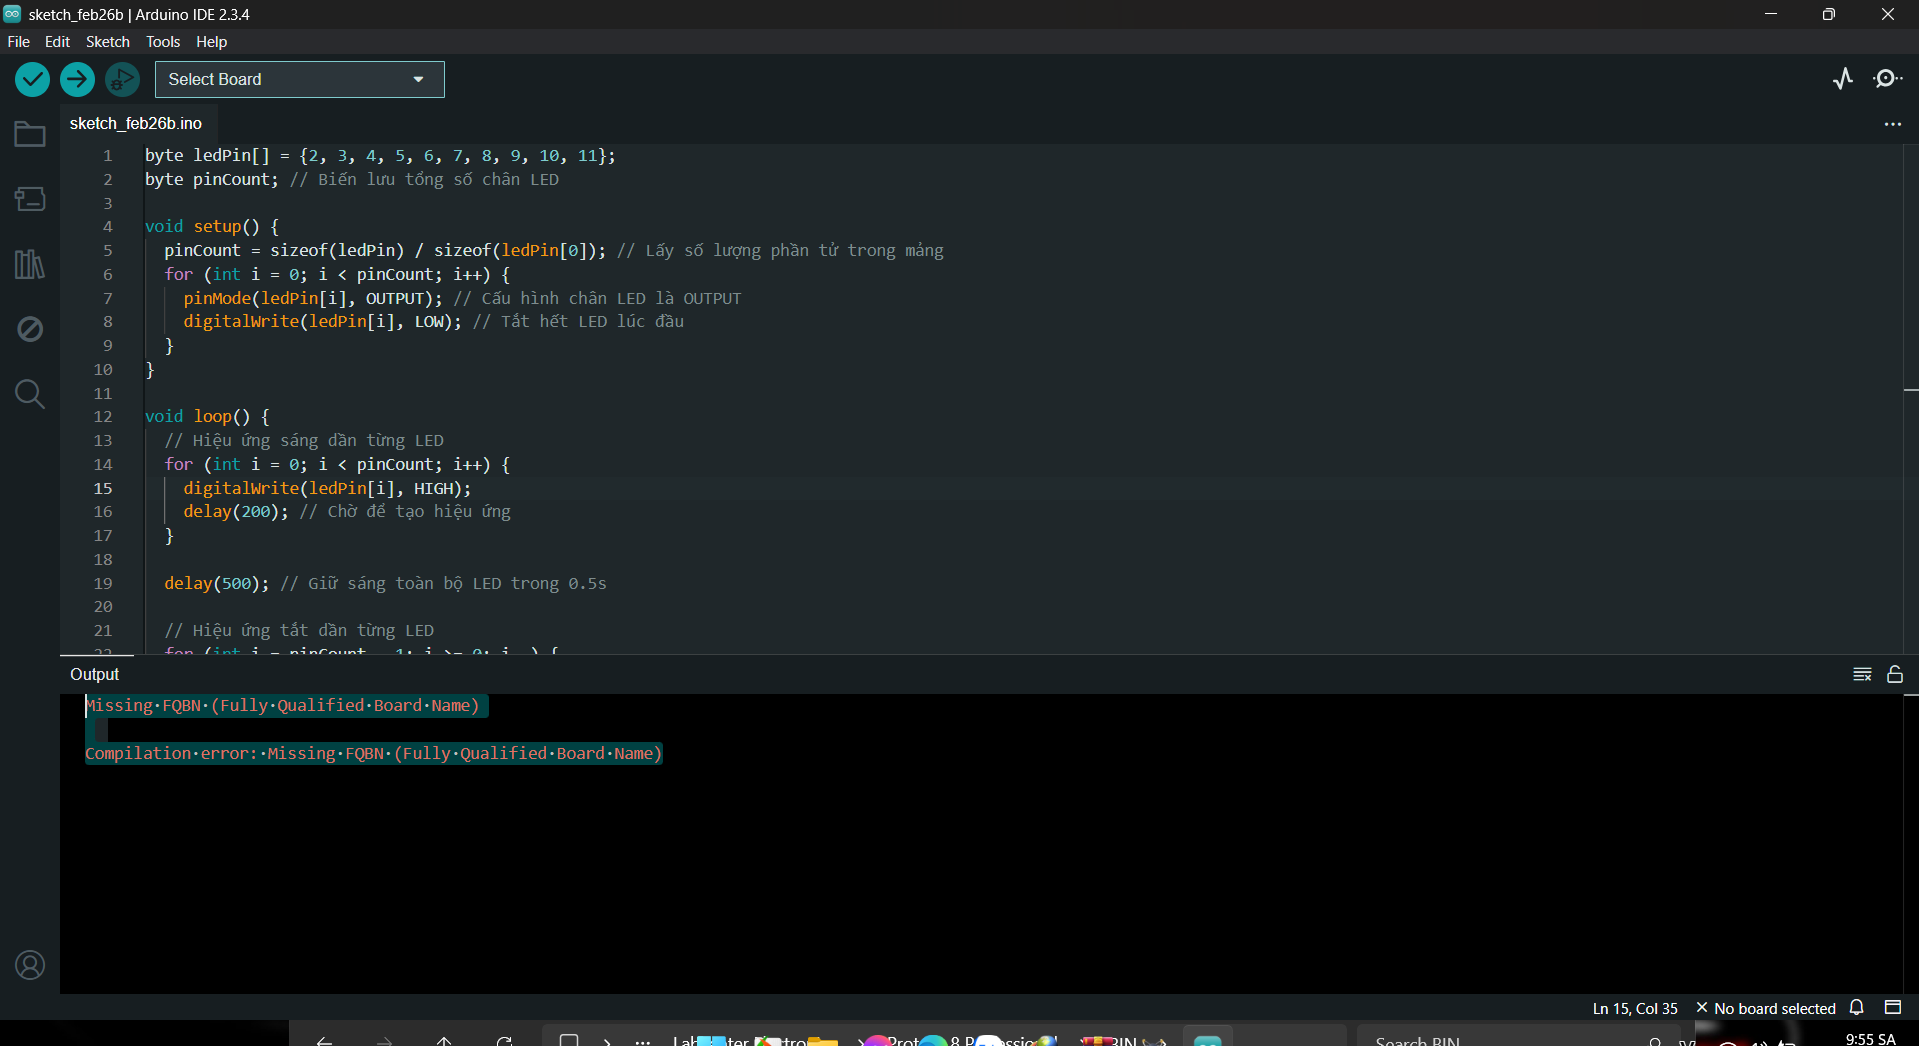 sketch_feb26b | Arduino IDE 2.3.4
File Edit Sketch Tools Help
Select Board
sketch_feb26b.ino
1 byte ledPin[] = {2, 3, 4, 5, 6, 7, 8, 9, 10, 11};
2 byte pinCount; // Biến lưu tổng số chân LED
3
4 void setup() {
5 pinCount = sizeof(ledPin) / sizeof(ledPin[0]); // Lấy số lượng phần tử trong mảng
6 for (int i = 0; i < pinCount; i++) {
7 pinMode(ledPin[i], OUTPUT); // Cấu hình chân LED là OUTPUT
8 digitalWrite(ledPin[i], LOW); // Tắt hết LED lúc đầu
9 }
10 }
11
12 void loop() {
13 // Hiệu ứng sáng dần từng LED
14 for (int i = 0; i < pinCount; i++) {
15 digitalWrite(ledPin[i], HIGH);
16 delay(200); // Chờ để tạo hiệu ứng
17 }
18
19 delay(500); // Giữ sáng toàn bộ LED trong 0.5s
20
21 // Hiệu ứng tắt dần từng LED
Output
Missing·FQBN·(Fully·Qualified·Board·Name)
Compilation·error:·Missing·FQBN·(Fully·Qualified·Board·Name)
Ln 15, Col 35 × No board selected
Search BIN
9:55 SA